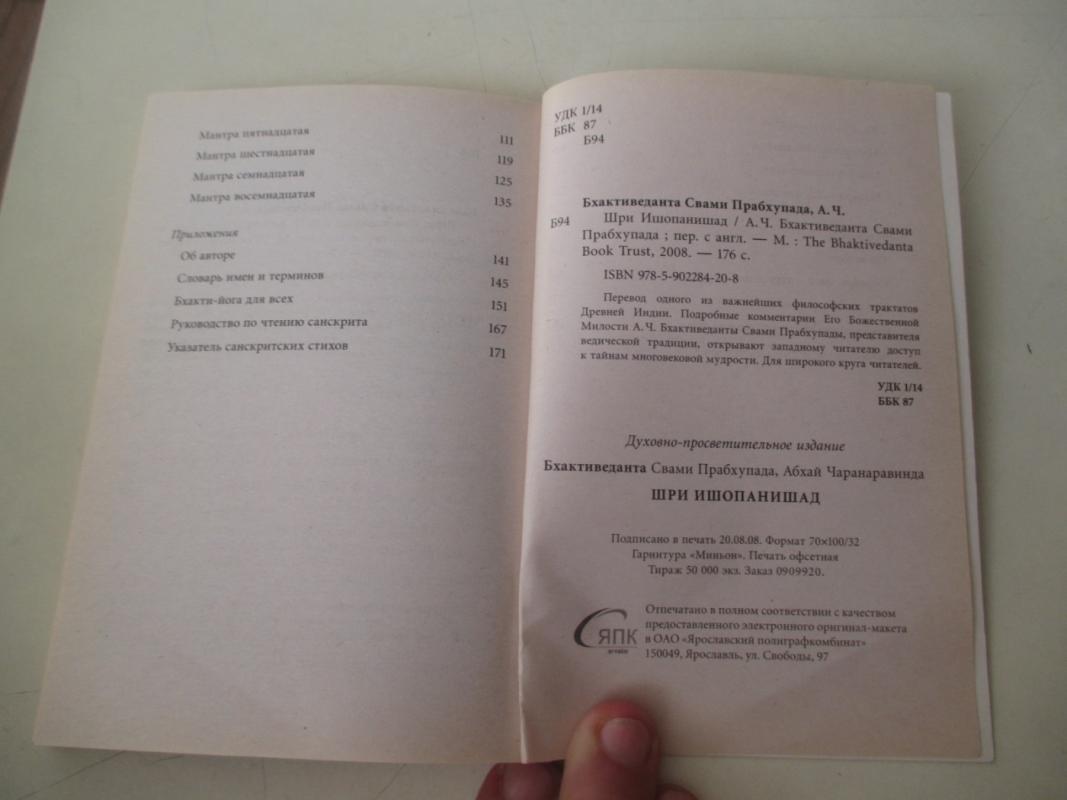 Мантра пятнадцатая 111
Мантра шестнадцатая 119
Мантра семнадцатая 125
Мантра восемнадцатая 135
Приложения
Об авторе 141
Словарь имен и терминов 145
Бхакти-йога для всех 151
Руководство по чтению санскрита 167
Указатель санскритских стихов 171
УДК 1/14
ББК 87
Б94
Бхактиведанта Свами Прабхупада, А. Ч.
Б94 Шри Ишопанишад / А. Ч. Бхактиведанта Свами
Прабхупада ; пер. с англ. — М. : The Bhaktivedanta
Book Trust, 2008. — 176 с.
ISBN 978-5-902284-20-8
Перевод одного из важнейших философских трактатов
Древней Индии. Подробные комментарии Его Божественной
Милости А. Ч. Бхактиведанты Свами Прабхупады, представителя
ведической традиции, открывают западному читателю доступ
к тайнам многовековой мудрости. Для широкого круга читателей.
УДК 1/14
ББК 87
Духовно-просветительное издание
Бхактиведанта Свами Прабхупада, Абхай Чаранаравинда
ШРИ ИШОПАНИШАД
Подписано в печать 20.08.08. Формат 70×100/32
Гарнитура «Миньон». Печать офсетная
Тираж 50 000 экз. Заказ 0909920.
ЯПК
Отпечатано в полном соответствии с качеством
предоставленного электронного оригинал-макета
в ОАО «Ярославский полиграфкомбинат»
150049, Ярославль, ул. Свободы, 97